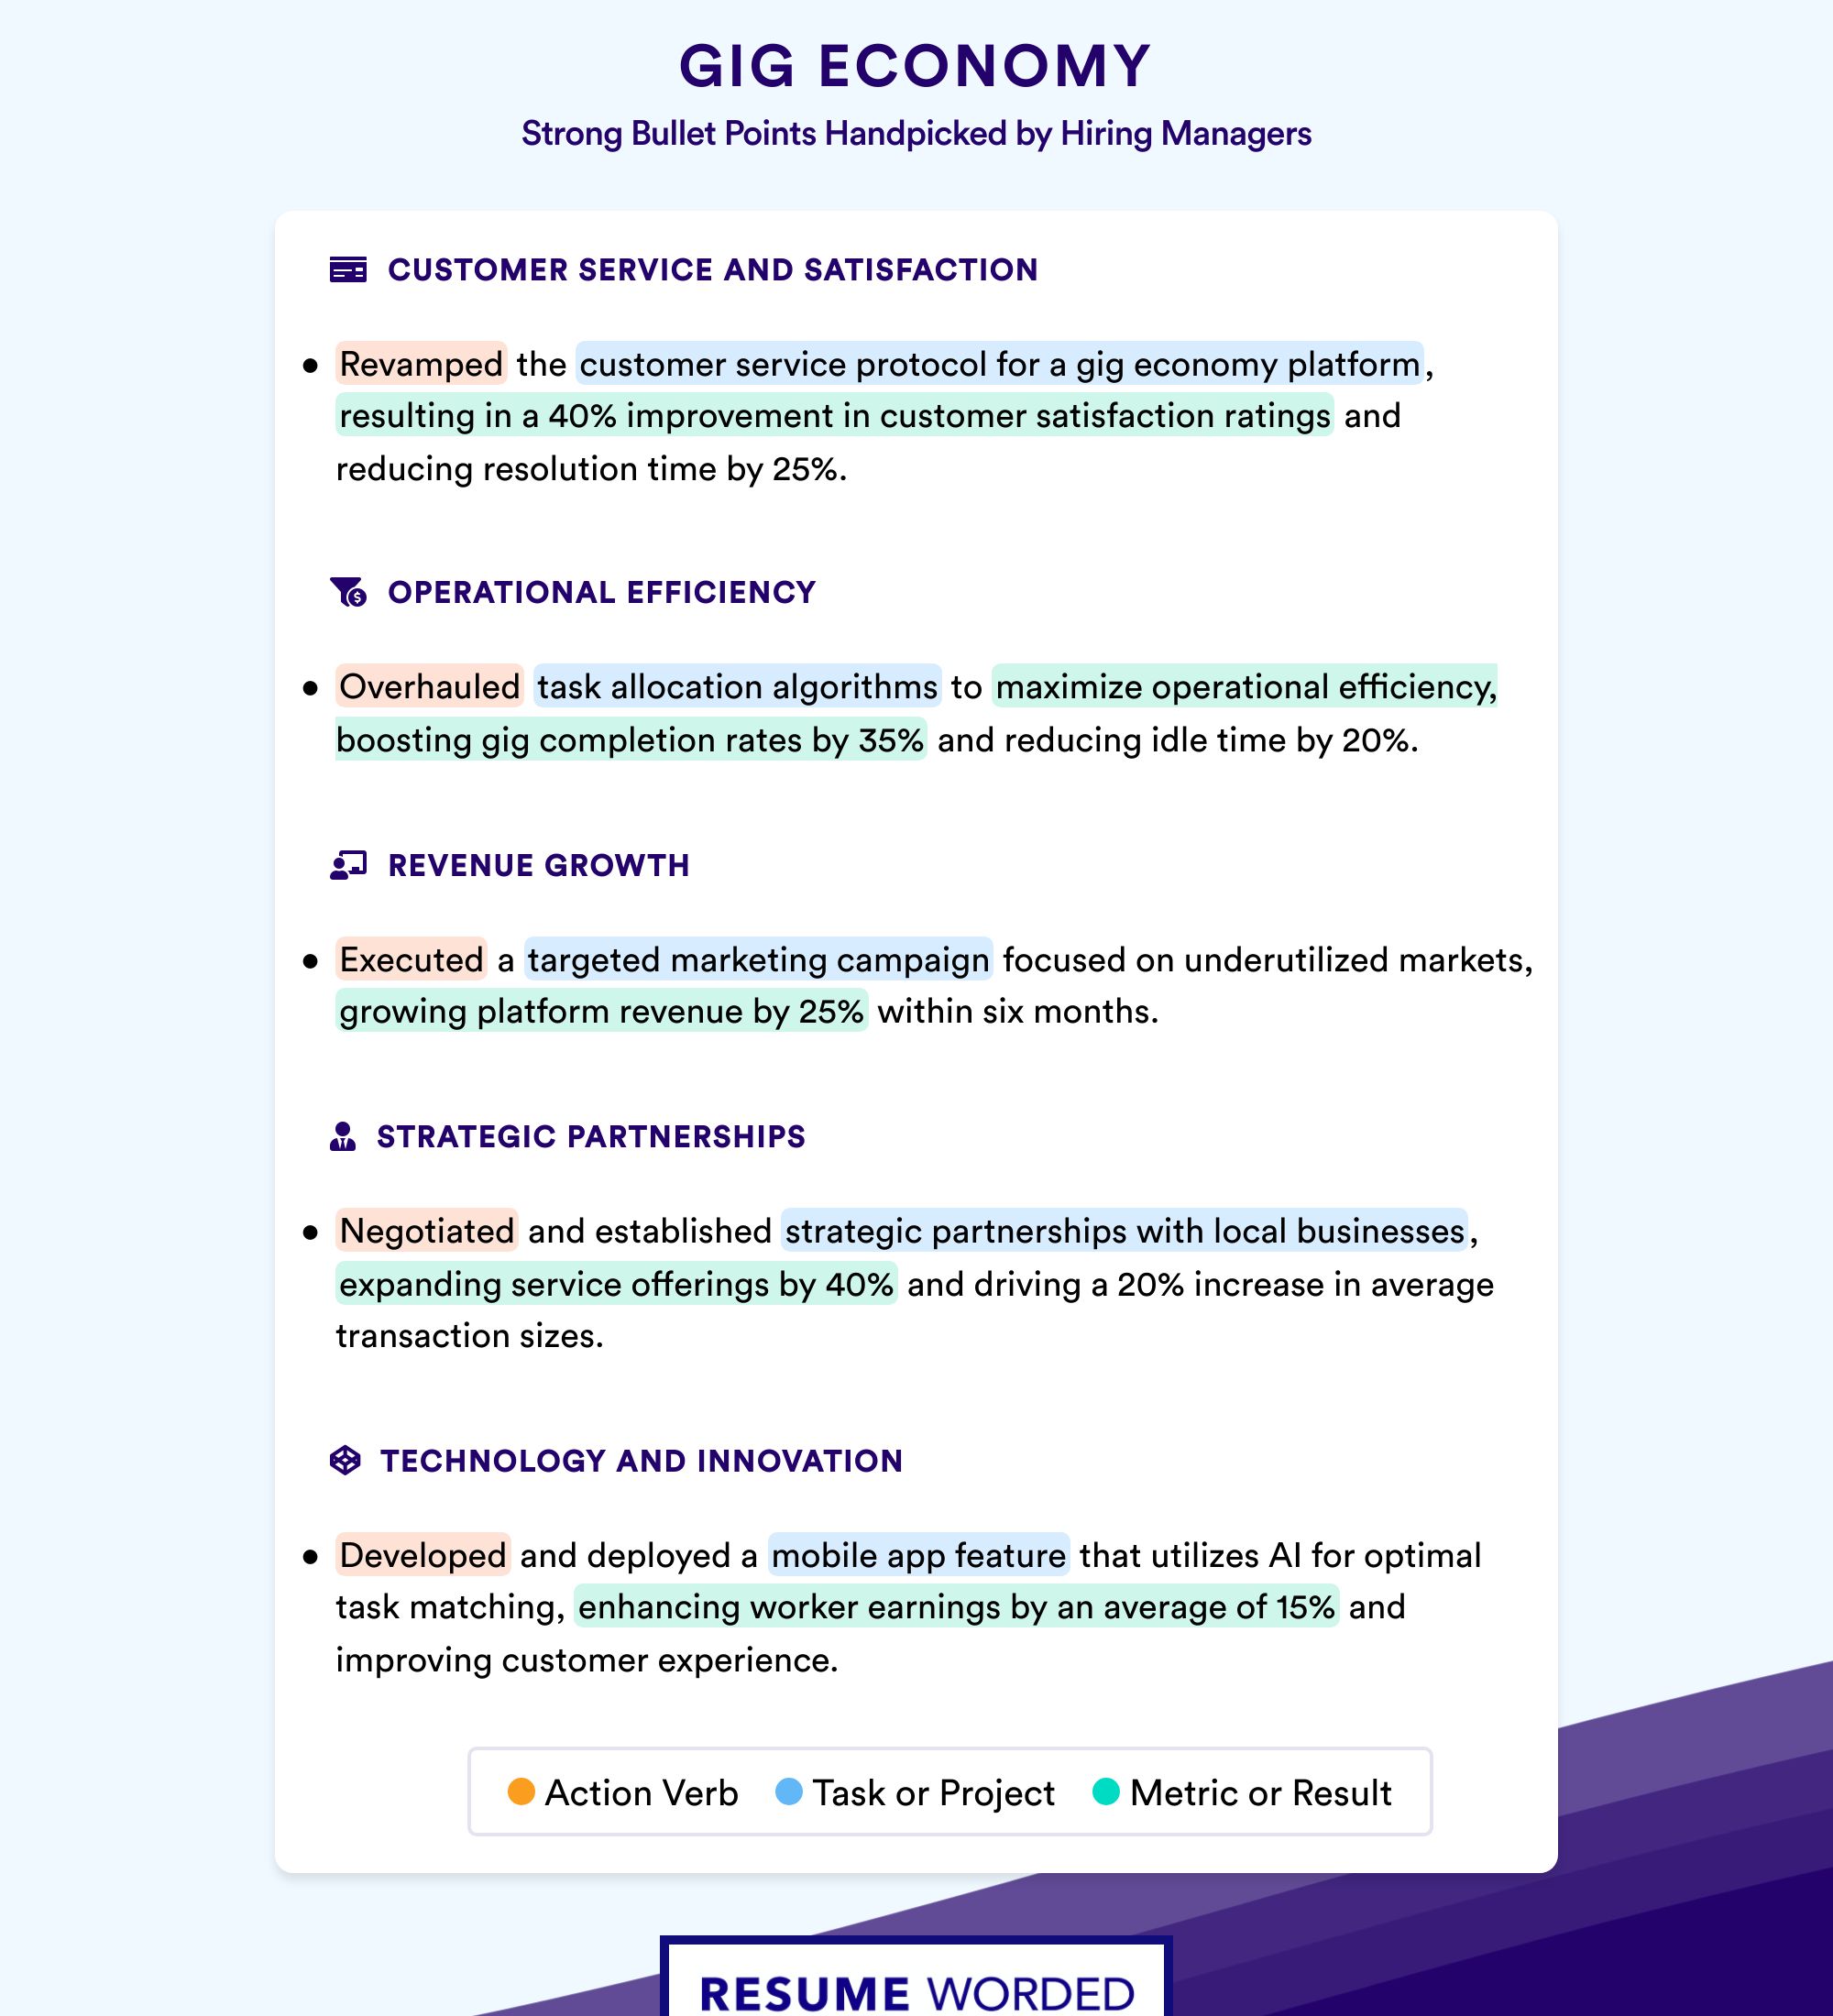 GIG ECONOMY
Strong Bullet Points Handpicked by Hiring Managers
CUSTOMER SERVICE AND SATISFACTION
• Revamped the customer service protocol for a gig economy platform,
resulting in a 40% improvement in customer satisfaction ratings and
reducing resolution time by 25%.
OPERATIONAL EFFICIENCY
• Overhauled task allocation algorithms to maximize operational efficiency,
boosting gig completion rates by 35% and reducing idle time by 20%.
REVENUE GROWTH
• Executed a targeted marketing campaign focused on underutilized markets,
growing platform revenue by 25% within six months.
STRATEGIC PARTNERSHIPS
• Negotiated and established strategic partnerships with local businesses,
expanding service offerings by 40% and driving a 20% increase in average
transaction sizes.
TECHNOLOGY AND INNOVATION
• Developed and deployed a mobile app feature that utilizes AI for optimal
task matching, enhancing worker earnings by an average of 15% and
improving customer experience.
Action Verb Task or Project Metric or Result
RESUME WORDED